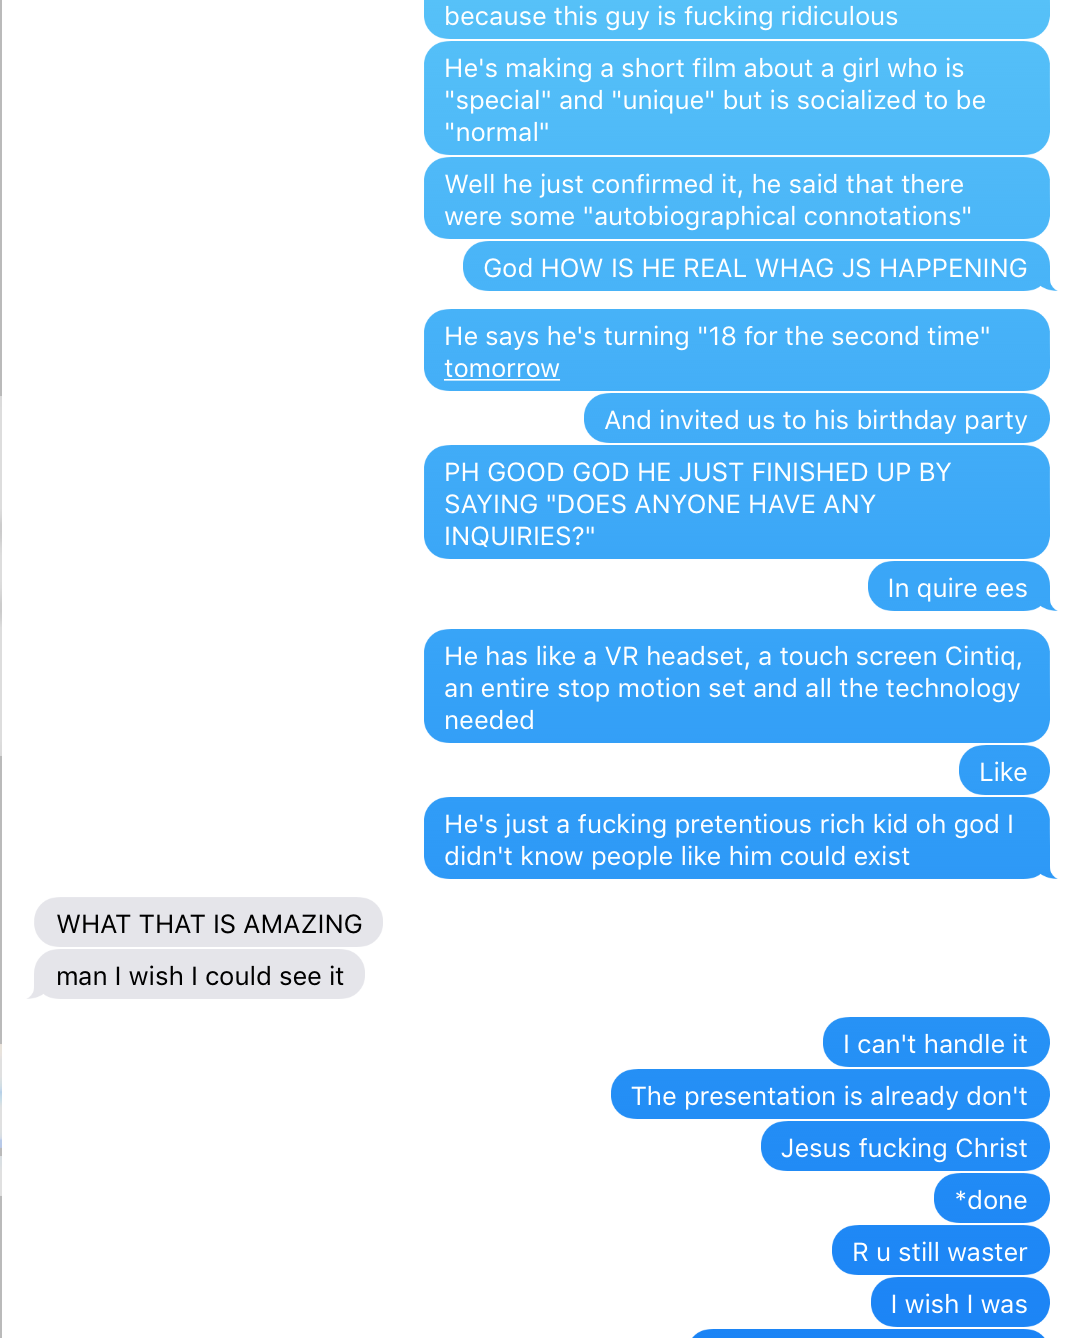 because this guy is fucking ridiculous
He's making a short film about a girl who is
"special" and "unique" but is socialized to be
"normal"
Well he just confirmed it, he said that there
were some "autobiographical connotations"
God HOW IS HE REAL WHAG JS HAPPENING
He says he's turning "18 for the second time"
tomorrow
And invited us to his birthday party
PH GOOD GOD HE JUST FINISHED UP BY
SAYING "DOES ANYONE HAVE ANY
INQUIRIES?"
In quire ees
He has like a VR headset, a touch screen Cintiq,
an entire stop motion set and all the technology
needed
Like
He's just a fucking pretentious rich kid oh god I
didn't know people like him could exist
WHAT THAT IS AMAZING
man I wish I could see it
I can't handle it
The presentation is already don't
Jesus fucking Christ
*done
R u still waster
I wish I was